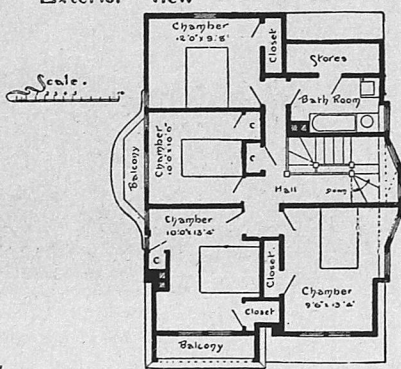 Exterior View
Chamber
12'0" x 9'8"
Closet
Stores
Scale.
Bath Room
Balcony
Chamber
10'0" x 10'0"
C
C
Hall
Down
Chamber
10'0" x 13'4"
C
Closet
Chamber
9'6" x 13'4"
Closet
Balcony